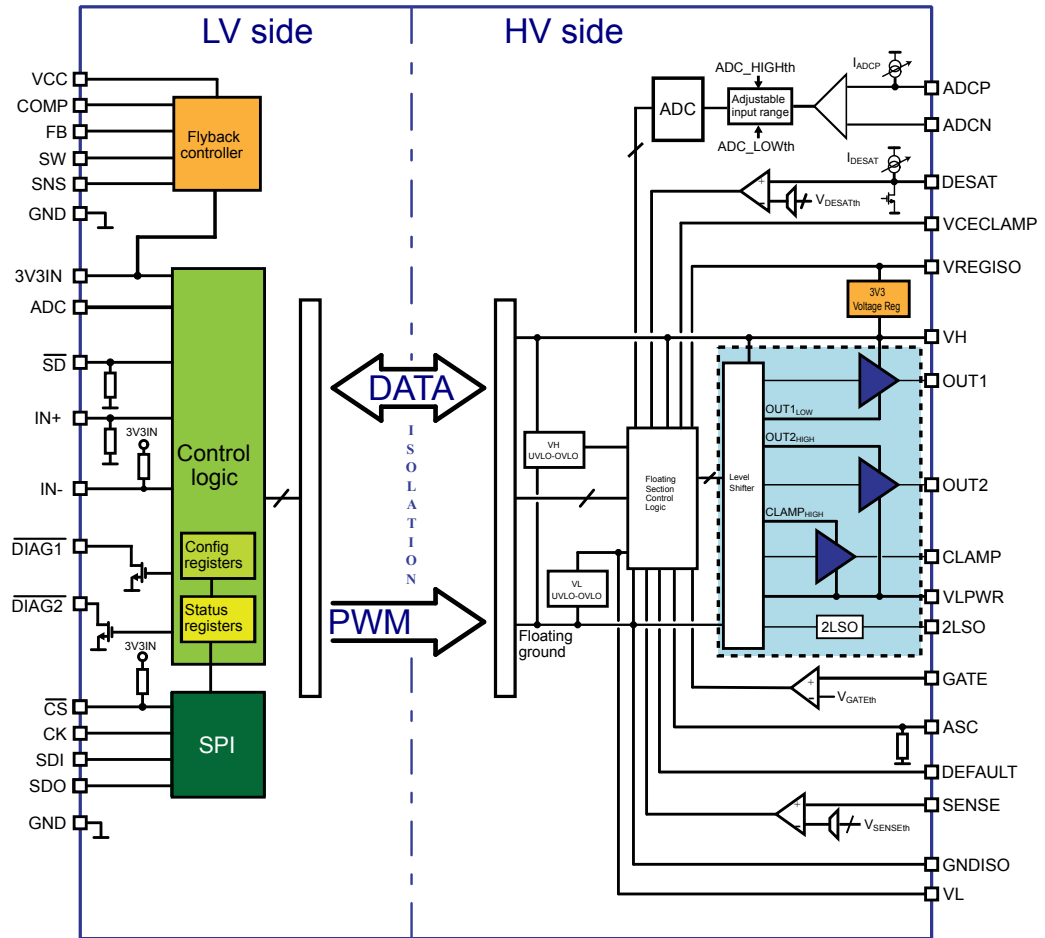 LV side
HV side
VCC
COMP
FB
SW
SNS
GND
3V3IN
ADC
SD
IN+
3V3IN
IN-
DIAG1
DIAG2
3V3IN
CS
CK
SDI
SDO
GND
Flyback
controller
Control
logic
Config
registers
Status
registers
SPI
DATA
ISOLATION
PWM
ADC
ADC_HIGHth
Adjustable
input range
ADC_LOWth
IADCP
IDESAT
VDESATth
3V3
Voltage Reg
VH
UVLO-OVLO
Floating
Section Control
Logic
Level
Shifter
OUT1LOW
OUT2HIGH
CLAMPHIGH
VL
UVLO-OVLO
Floating
ground
2LSO
VGATEth
VSENSEth
ADCP
ADCN
DESAT
VCECLAMP
VREGISO
VH
OUT1
OUT2
CLAMP
VLPWR
2LSO
GATE
ASC
DEFAULT
SENSE
GNDISO
VL